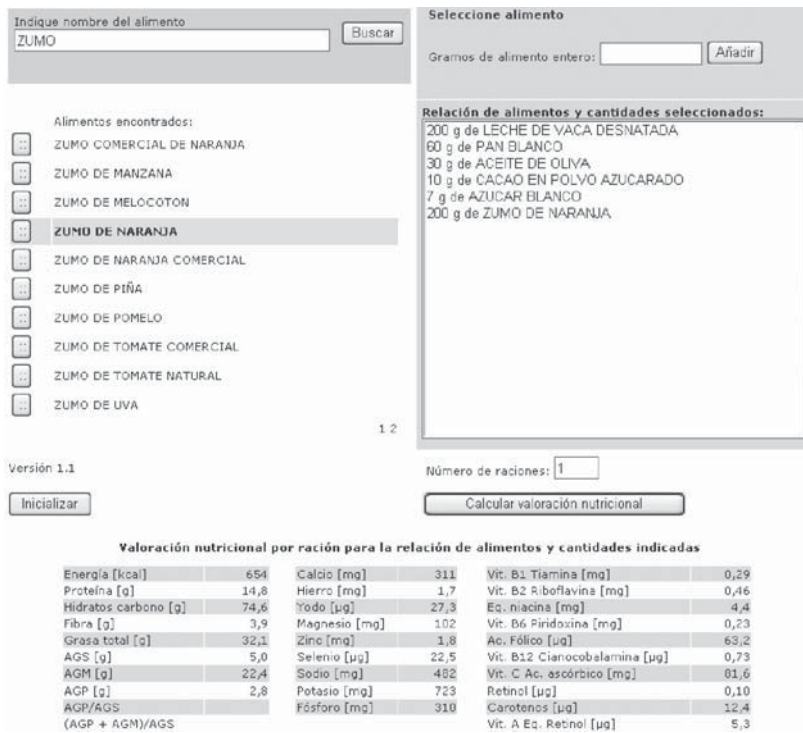 Indique nombre del alimento
ZUMO
Buscar
Seleccione alimento
Gramos de alimento entero:
Añadir
Alimentos encontrados:
ZUMO COMERCIAL DE NARANJA
ZUMO DE MANZANA
ZUMO DE MELOCOTON
ZUMO DE NARANJA
ZUMO DE NARANJA COMERCIAL
ZUMO DE PIÑA
ZUMO DE POMELO
ZUMO DE TOMATE COMERCIAL
ZUMO DE TOMATE NATURAL
ZUMO DE UVA
1 2
Relación de alimentos y cantidades seleccionados:
200 g de LECHE DE VACA DESNATADA
60 g de PAN BLANCO
30 g de ACEITE DE OLIVA
10 g de CACAO EN POLVO AZUCARADO
7 g de AZUCAR BLANCO
200 g de ZUMO DE NARANJA
Versión 1.1
Número de raciones: 1
Inicializar
Calcular valoración nutricional
Valoración nutricional por ración para la relación de alimentos y cantidades indicadas
Energía [kcal] 654 Calcio [mg] 311 Vit. B1 Tiamina [mg] 0,29
Proteína [g] 14,8 Hierro [mg] 1,7 Vit. B2 Riboflavina [mg] 0,46
Hidratos carbono [g] 74,6 Yodo [µg] 27,3 Eq. niacina [mg] 4,4
Fibra [g] 3,9 Magnesio [mg] 102 Vit. B6 Piridoxina [mg] 0,23
Grasa total [g] 32,1 Zinc [mg] 1,8 Ac. Fólico [µg] 63,2
AGS [g] 5,0 Selenio [µg] 22,5 Vit. B12 Cianocobalamina [µg] 0,73
AGM [g] 22,4 Sodio [mg] 482 Vit. C Ac. ascórbico [mg] 81,6
AGP [g] 2,8 Potasio [mg] 723 Retinol [µg] 0,10
AGP/AGS Fósforo [mg] 310 Carotenos [µg] 12,4
(AGP + AGM)/AGS Vit. A Eq. Retinol [µg] 5,3